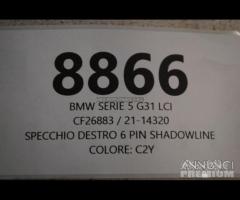 8866
BMW SERIE 5 G31 LCI
CF26883 / 21-14320
SPECCHIO DESTRO 6 PIN SHADOWLINE
COLORE: C2Y
ANNUNCI
PREMIUM